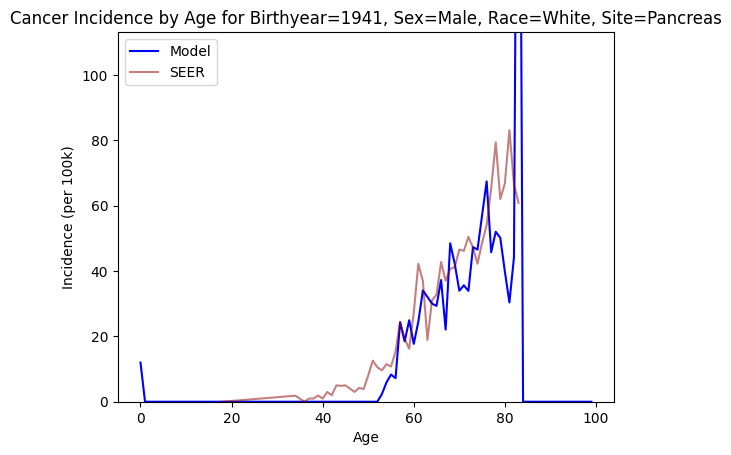 Cancer Incidence by Age for Birthyear=1941, Sex=Male, Race=White, Site=Pancreas
Model
SEER
Incidence (per 100k)
100
80
60
40
20
0
0 20 40 60 80 100
Age